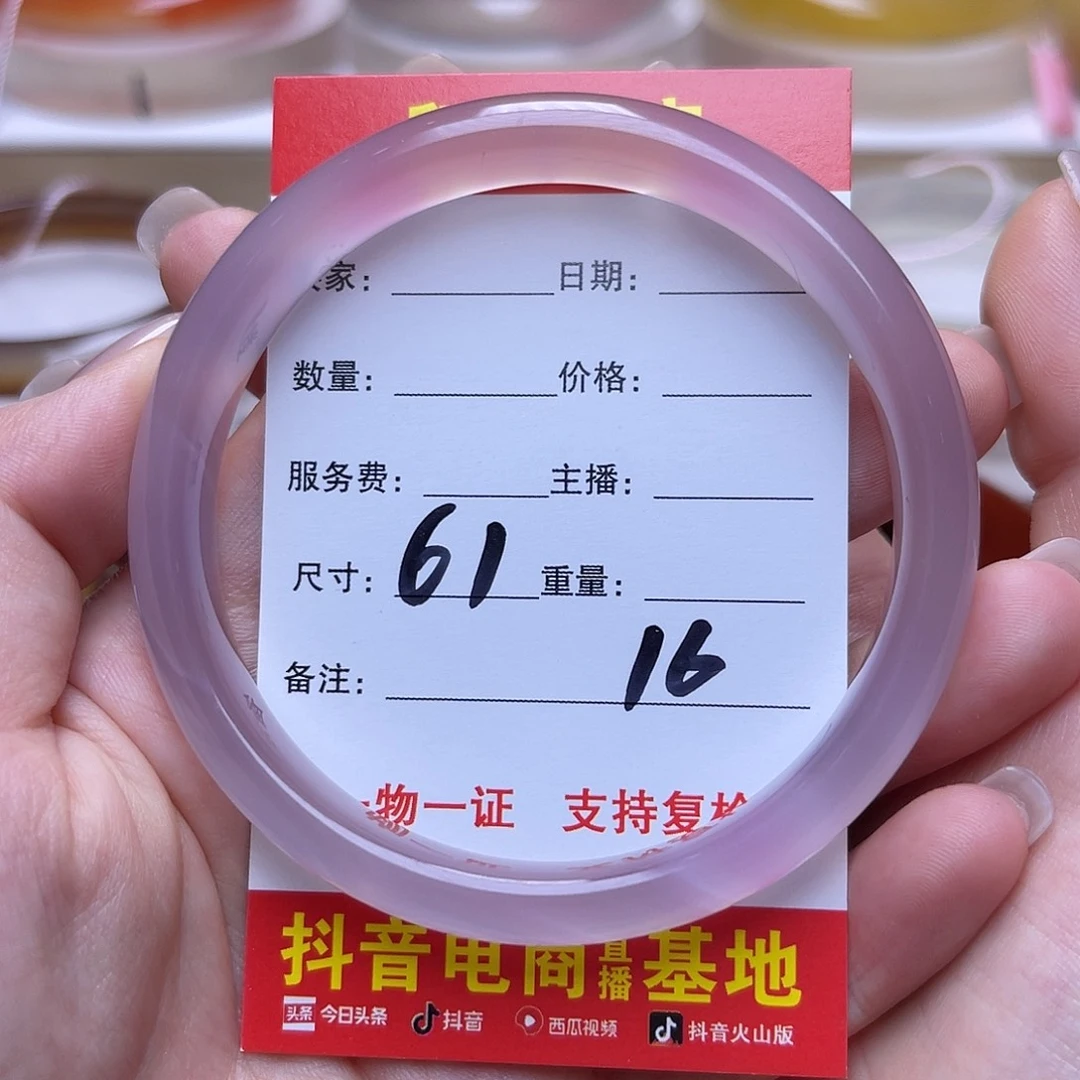 家： 日期：
数量： 价格：
服务费： 主播：
尺寸： 61 重量：
16
备注：
物一证 支持复检
抖音电商直播基地
头条 今日头条 抖音 西瓜视频 抖音火山版